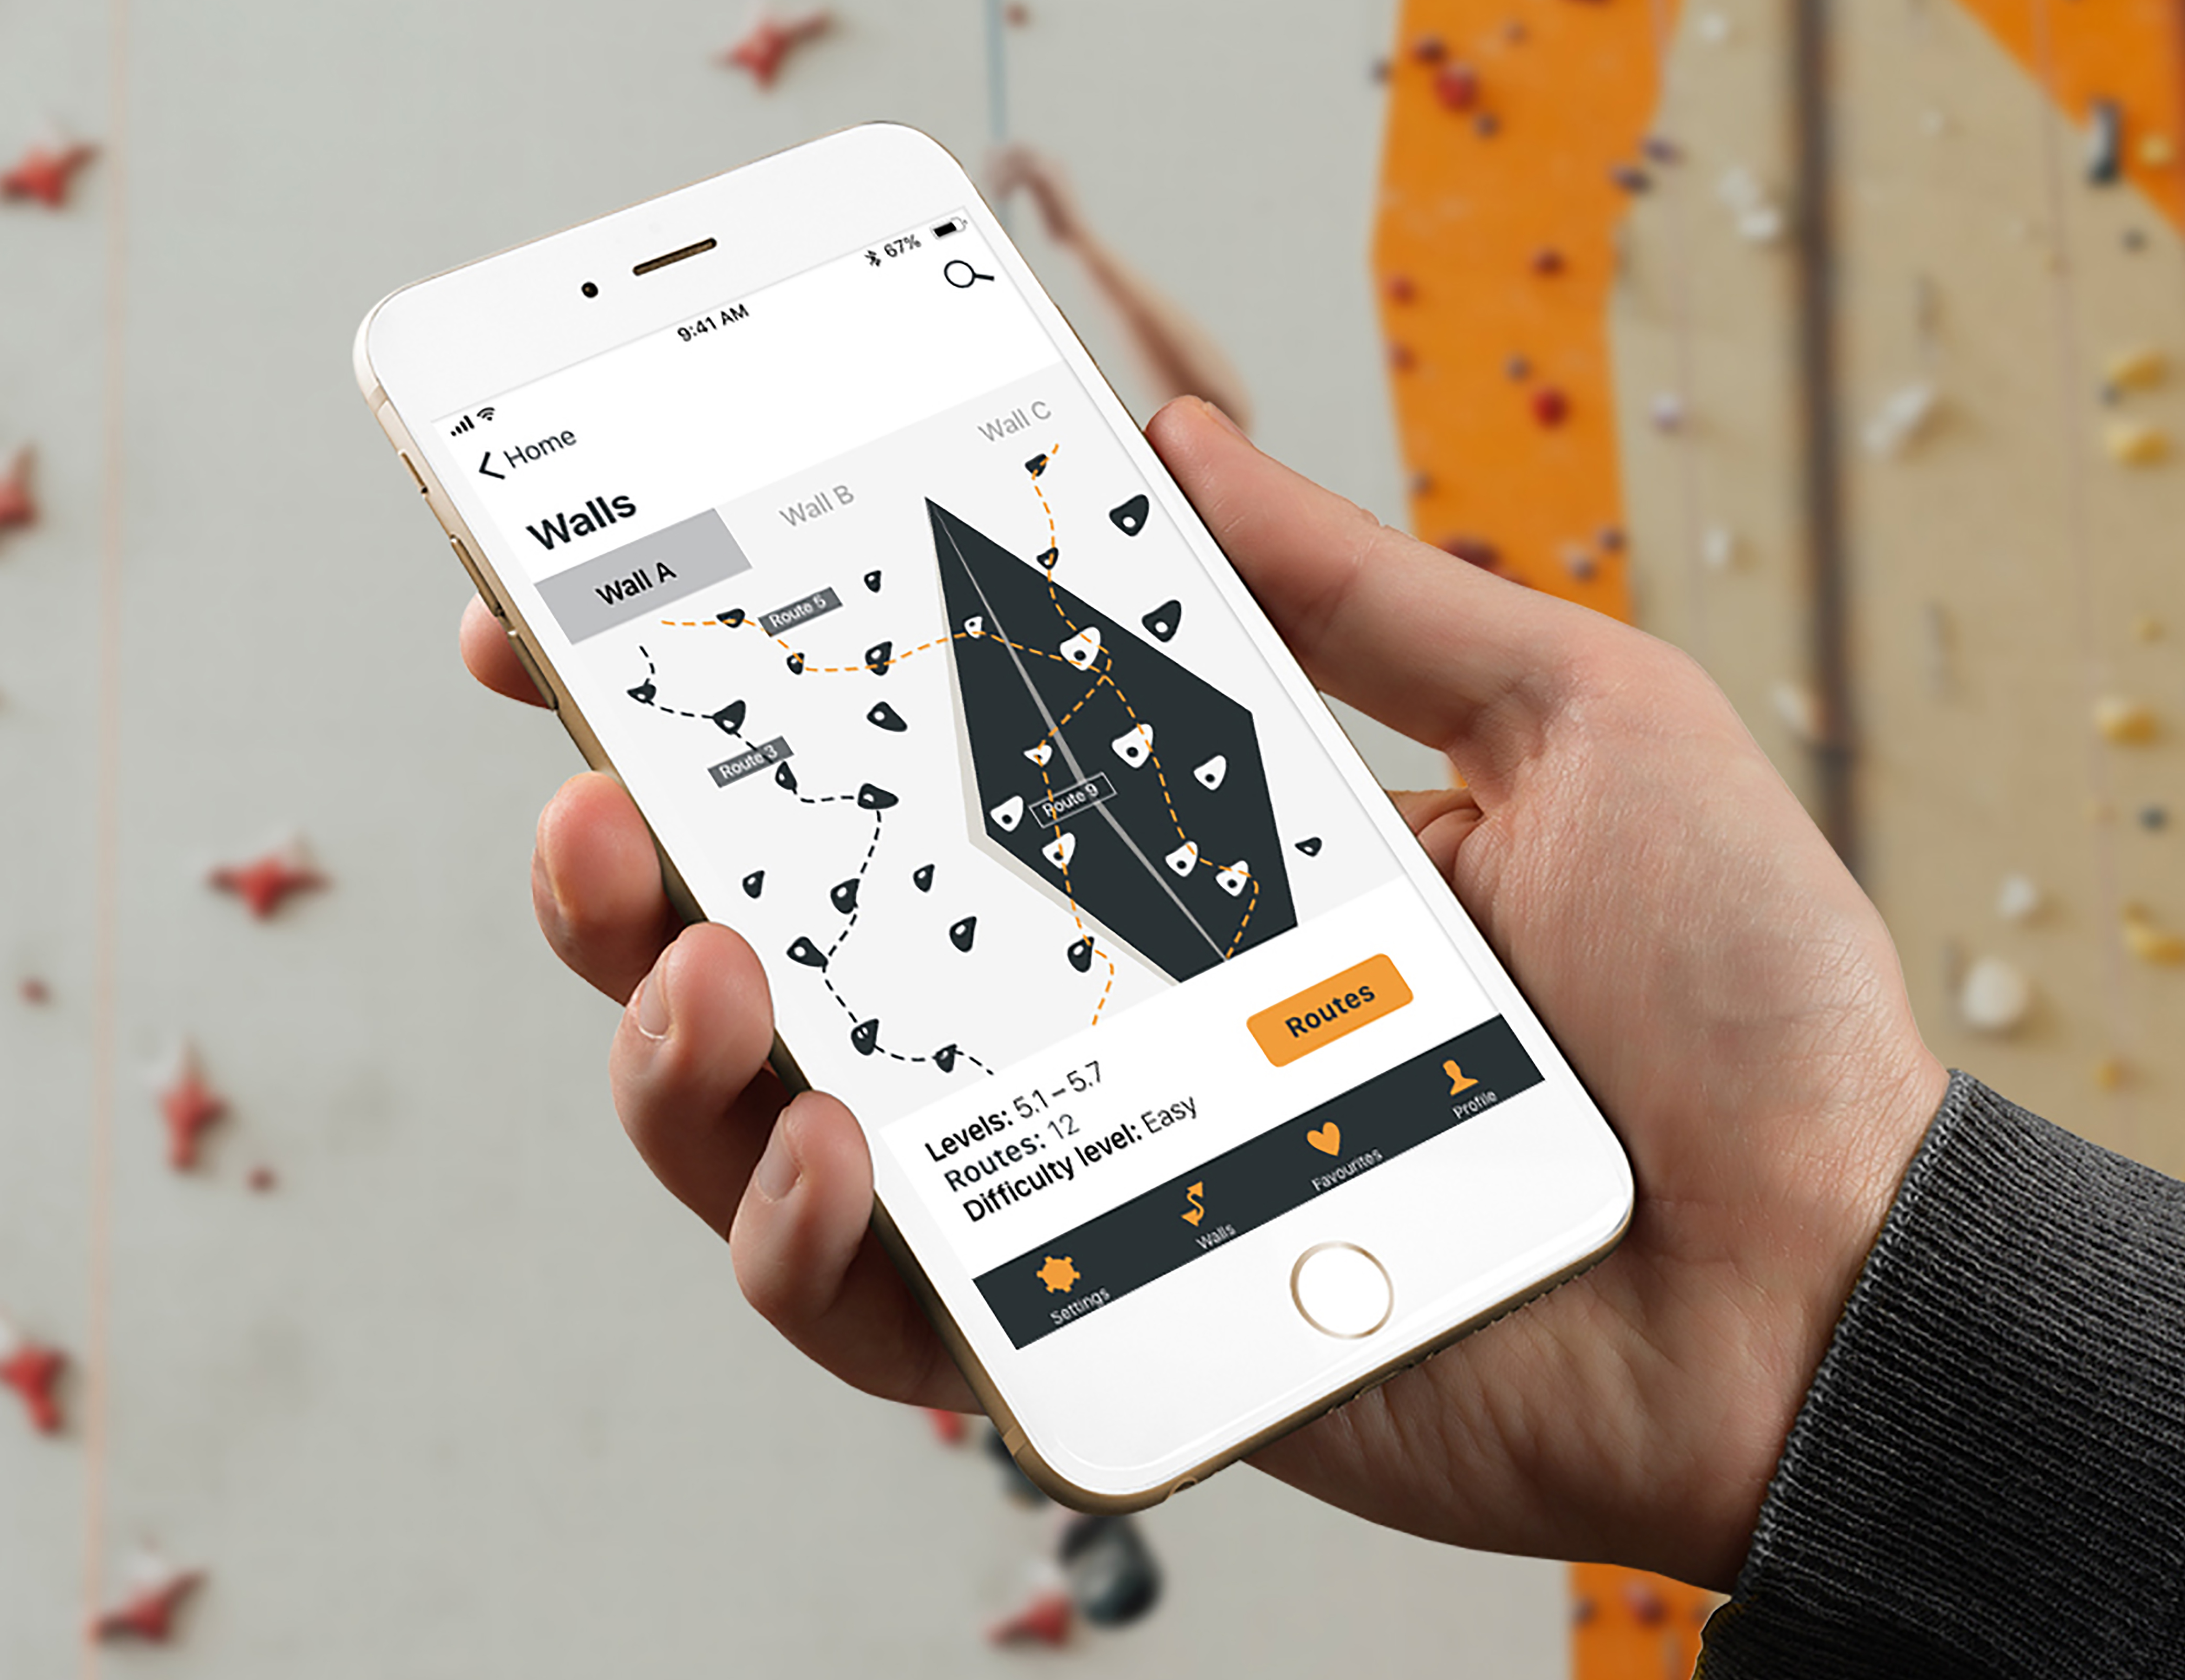 9:41 AM
67%
Home
Walls
Wall A
Wall B
Wall C
Route 5
Route 3
Route 9
Levels: 5.1 – 5.7
Routes: 12
Difficulty level: Easy
Routes
Settings
Walls
Favourites
Profile